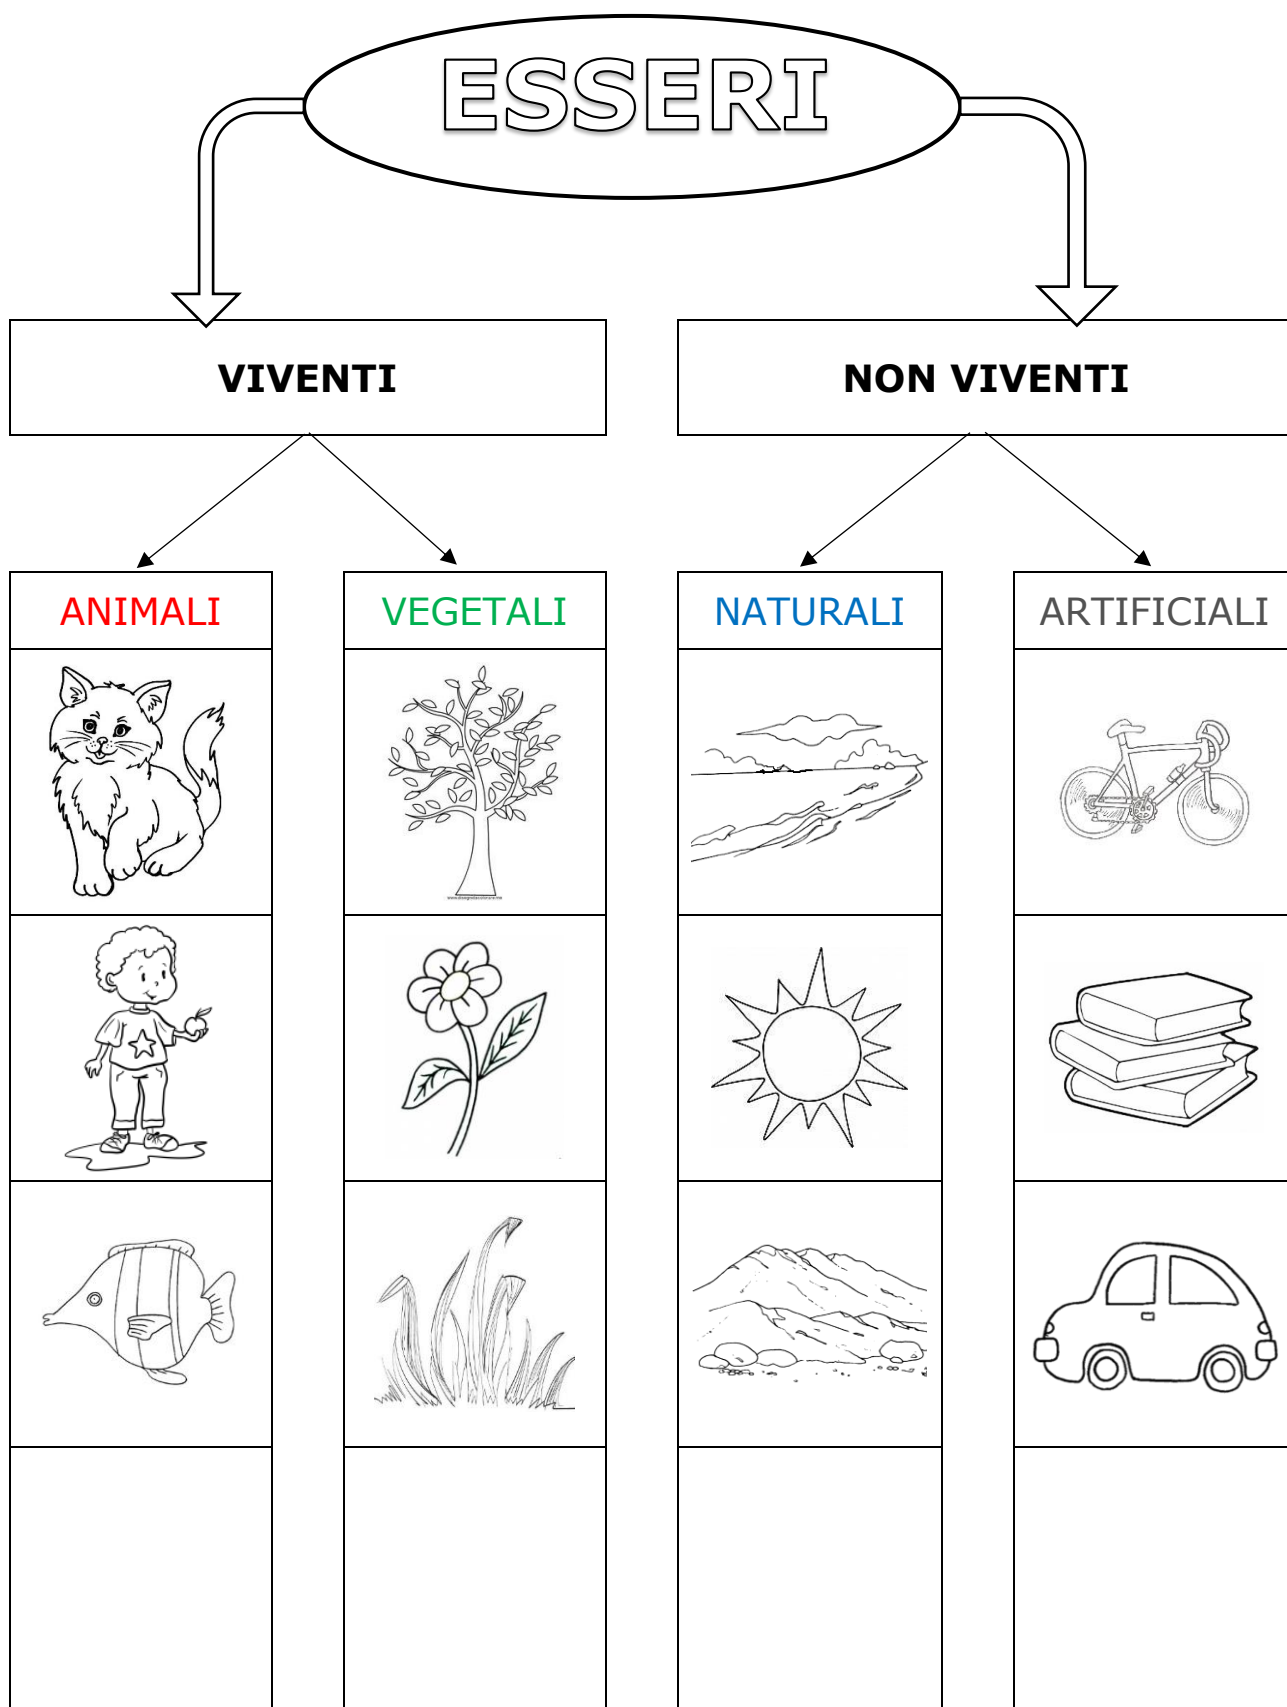 ESSERI
VIVENTI
NON VIVENTI
ANIMALI
VEGETALI
NATURALI
ARTIFICIALI